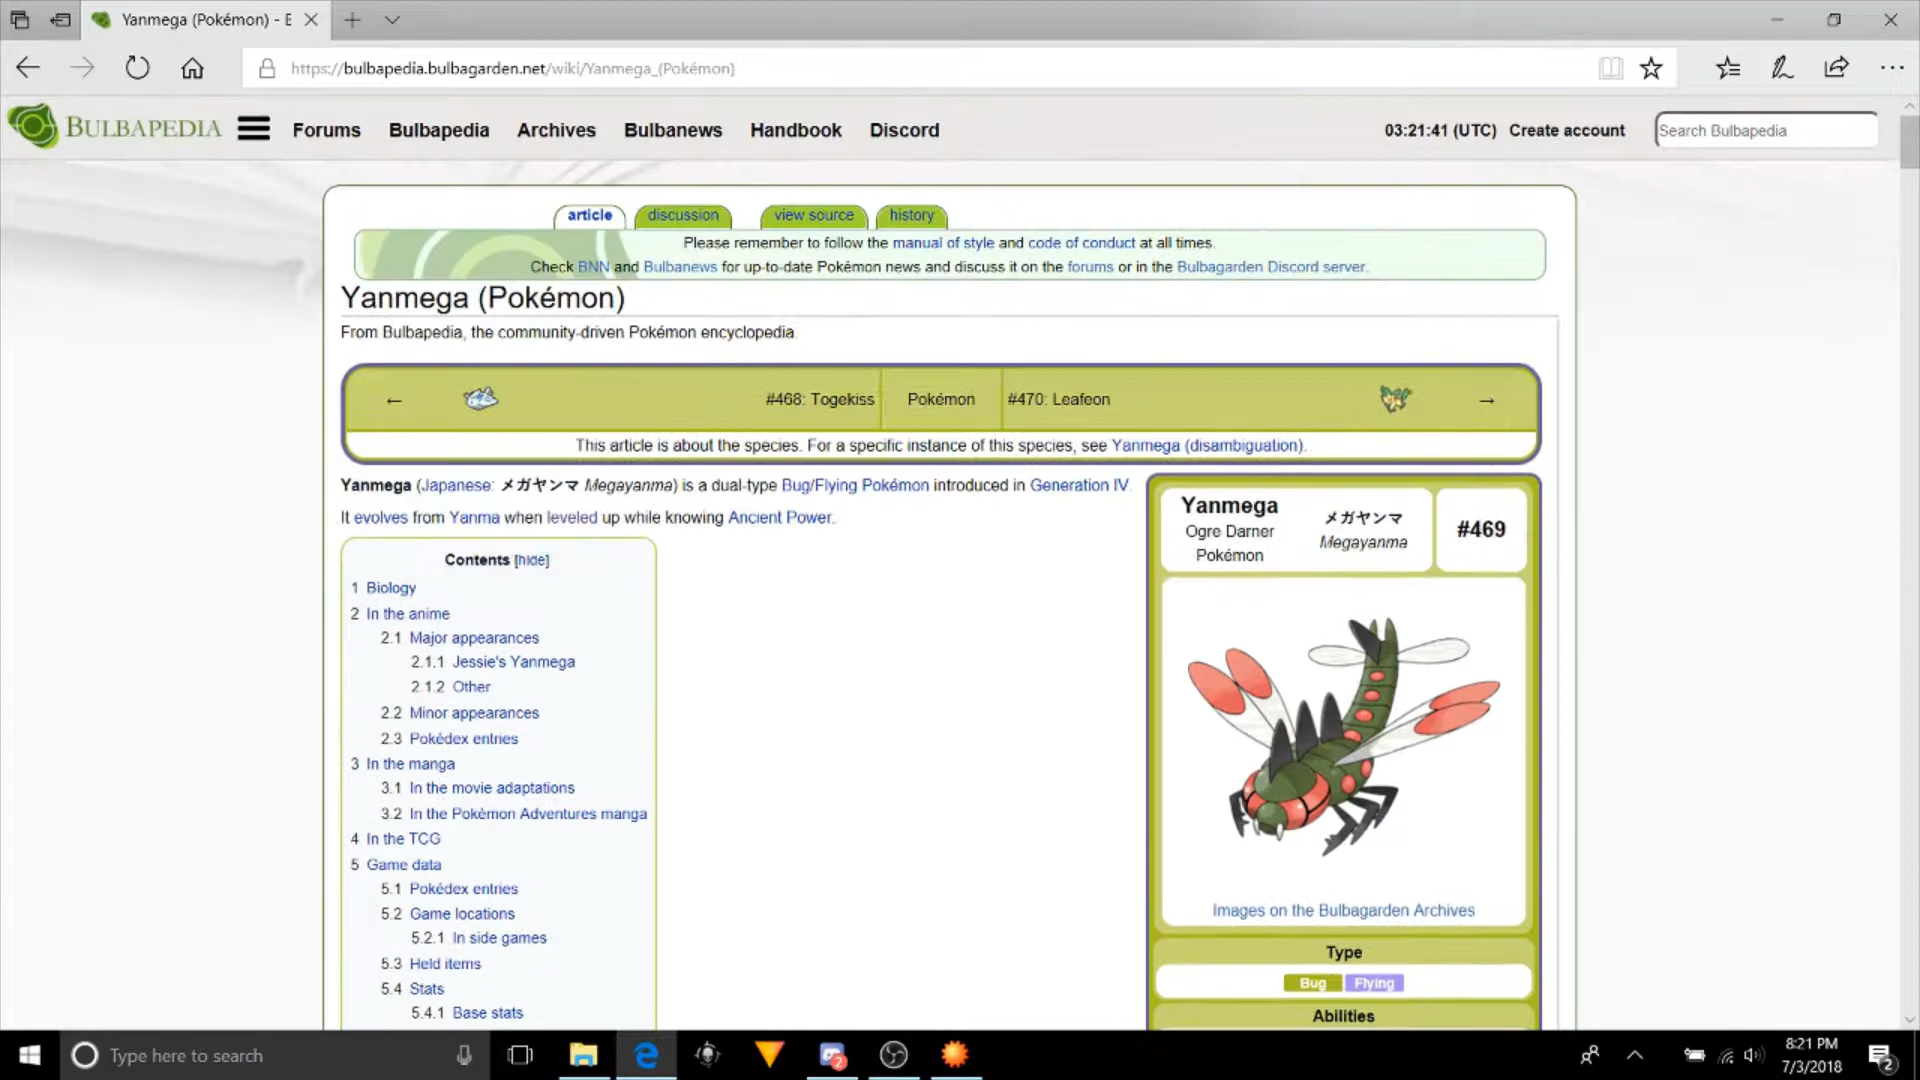 Yanmega (Pokémon) - E
https://bulbapedia.bulbagarden.net/wiki/Yanmega_(Pokémon)
BULBAPEDIA Forums Bulbapedia Archives Bulbanews Handbook Discord 03:21:41 (UTC) Create account Search Bulbapedia
article discussion view source history
Please remember to follow the manual of style and code of conduct at all times.
Check BNN and Bulbanews for up-to-date Pokémon news and discuss it on the forums or in the Bulbagarden Discord server.
Yanmega (Pokémon)
From Bulbapedia, the community-driven Pokémon encyclopedia.
← #468: Togekiss Pokémon #470: Leafeon →
This article is about the species. For a specific instance of this species, see Yanmega (disambiguation).
Yanmega (Japanese: メガヤンマ Megayanma) is a dual-type Bug/Flying Pokémon introduced in Generation IV.
It evolves from Yanma when leveled up while knowing Ancient Power.
Contents [hide]
1 Biology
2 In the anime
2.1 Major appearances
2.1.1 Jessie's Yanmega
2.1.2 Other
2.2 Minor appearances
2.3 Pokédex entries
3 In the manga
3.1 In the movie adaptations
3.2 In the Pokémon Adventures manga
4 In the TCG
5 Game data
5.1 Pokédex entries
5.2 Game locations
5.2.1 In side games
5.3 Held items
5.4 Stats
5.4.1 Base stats
Yanmega
Ogre Darner
Pokémon
メガヤンマ
Megayanma
#469
Images on the Bulbagarden Archives
Type
Bug Flying
Abilities
Type here to search
2
8:21 PM
7/3/2018
2